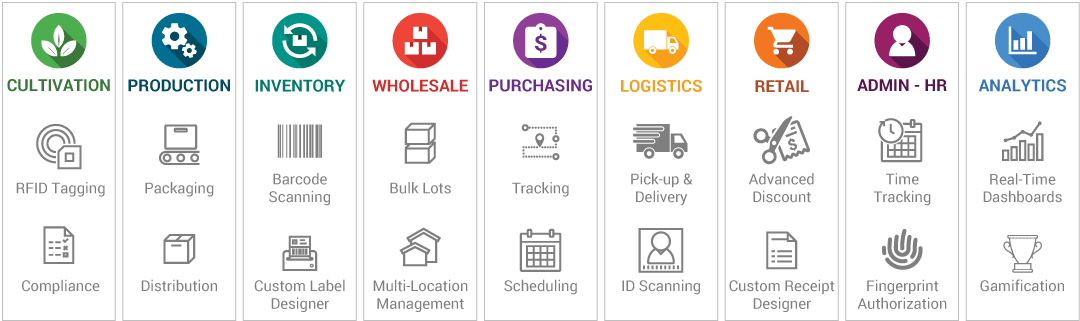 CULTIVATION
RFID Tagging
Compliance
PRODUCTION
Packaging
Distribution
INVENTORY
Barcode
Scanning
Custom Label
Designer
WHOLESALE
Bulk Lots
Multi-Location
Management
PURCHASING
$
Tracking
Scheduling
LOGISTICS
Pick-up &
Delivery
ID Scanning
RETAIL
$
Advanced
Discount
Custom Receipt
Designer
ADMIN - HR
Time
Tracking
Fingerprint
Authorization
ANALYTICS
Real-Time
Dashboards
Gamification